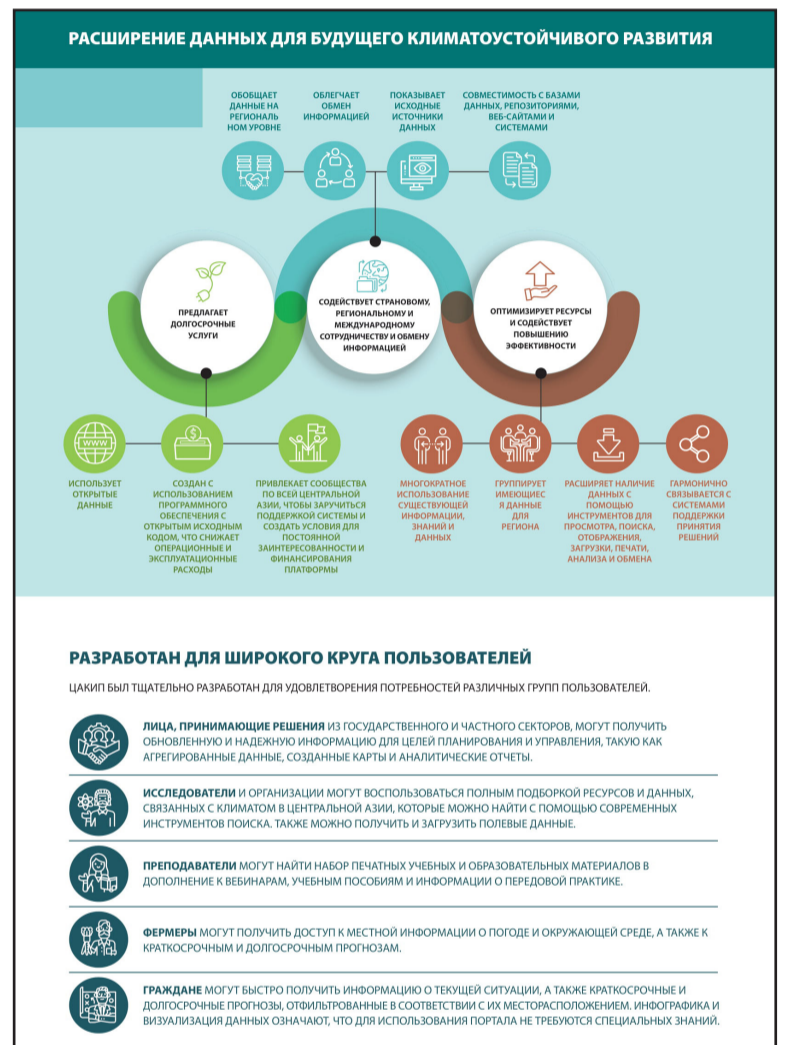 РАСШИРЕНИЕ ДАННЫХ ДЛЯ БУДУЩЕГО КЛИМАТОУСТОЙЧИВОГО РАЗВИТИЯ
ОБОБЩАЕТ
ДАННЫЕ НА
РЕГИОНАЛЬ
НОМ УРОВНЕ
ОБЛЕГЧАЕТ
ОБМЕН
ИНФОРМАЦИЕЙ
ПОКАЗЫВАЕТ
ИСХОДНЫЕ
ИСТОЧНИКИ
ДАННЫХ
СОВМЕСТИМОСТЬ С БАЗАМИ
ДАННЫХ, РЕПОЗИТОРИЯМИ,
ВЕБ-САЙТАМИ И
СИСТЕМАМИ
ПРЕДЛАГАЕТ
ДОЛГОСРОЧНЫЕ
УСЛУГИ
СОДЕЙСТВУЕТ СТРАНОВОМУ,
РЕГИОНАЛЬНОМУ И
МЕЖДУНАРОДНОМУ
СОТРУДНИЧЕСТВУ И ОБМЕНУ
ИНФОРМАЦИЕЙ
ОПТИМИЗИРУЕТ РЕСУРСЫ
И СОДЕЙСТВУЕТ
ПОВЫШЕНИЮ
ЭФФЕКТИВНОСТИ
WWW
$
ИСПОЛЬЗУЕТ
ОТКРЫТЫЕ
ДАННЫЕ
СОЗДАН С
ИСПОЛЬЗОВАНИЕМ
ПРОГРАММНОГО
ОБЕСПЕЧЕНИЯ С
ОТКРЫТЫМ ИСХОДНЫМ
КОДОМ, ЧТО СНИЖАЕТ
ОПЕРАЦИОННЫЕ И
ЭКСПЛУАТАЦИОННЫЕ
РАСХОДЫ
ПРИВЛЕКАЕТ СООБЩЕСТВА
ПО ВСЕЙ ЦЕНТРАЛЬНОЙ
АЗИИ, ЧТОБЫ ЗАРУЧИТЬСЯ
ПОДДЕРЖКОЙ СИСТЕМЫ И
СОЗДАТЬ УСЛОВИЯ ДЛЯ
ПОСТОЯННОЙ
ЗАИНТЕРЕСОВАННОСТИ И
ФИНАНСИРОВАНИЯ
ПЛАТФОРМЫ
МНОГОКРАТНОЕ
ИСПОЛЬЗОВАНИЕ
СУЩЕСТВУЮЩЕЙ
ИНФОРМАЦИИ,
ЗНАНИЙ И
ДАННЫХ
ГРУППИРУЕТ
ИМЕЮЩИЕС
Я ДАННЫЕ
ДЛЯ
РЕГИОНА
РАСШИРЯЕТ НАЛИЧИЕ
ДАННЫХ С
ПОМОЩЬЮ
ИНСТРУМЕНТОВ ДЛЯ
ПРОСМОТРА, ПОИСКА,
ОТОБРАЖЕНИЯ,
ЗАГРУЗКИ, ПЕЧАТИ,
АНАЛИЗА И ОБМЕНА
ГАРМОНИЧНО
СВЯЗЫВАЕТСЯ С
СИСТЕМАМИ
ПОДДЕРЖКИ
ПРИНЯТИЯ
РЕШЕНИЙ
РАЗРАБОТАН ДЛЯ ШИРОКОГО КРУГА ПОЛЬЗОВАТЕЛЕЙ
ЦАКИП БЫЛ ТЩАТЕЛЬНО РАЗРАБОТАН ДЛЯ УДОВЛЕТВОРЕНИЯ ПОТРЕБНОСТЕЙ РАЗЛИЧНЫХ ГРУПП ПОЛЬЗОВАТЕЛЕЙ.
ЛИЦА, ПРИНИМАЮЩИЕ РЕШЕНИЯ ИЗ ГОСУДАРСТВЕННОГО И ЧАСТНОГО СЕКТОРОВ, МОГУТ ПОЛУЧИТЬ
ОБНОВЛЕННУЮ И НАДЕЖНУЮ ИНФОРМАЦИЮ ДЛЯ ЦЕЛЕЙ ПЛАНИРОВАНИЯ И УПРАВЛЕНИЯ, ТАКУЮ КАК
АГРЕГИРОВАННЫЕ ДАННЫЕ, СОЗДАННЫЕ КАРТЫ И АНАЛИТИЧЕСКИЕ ОТЧЕТЫ.
ИССЛЕДОВАТЕЛИ И ОРГАНИЗАЦИИ МОГУТ ВОСПОЛЬЗОВАТЬСЯ ПОЛНЫМ ПОДБОРКОЙ РЕСУРСОВ И ДАННЫХ,
СВЯЗАННЫХ С КЛИМАТОМ В ЦЕНТРАЛЬНОЙ АЗИИ, КОТОРЫЕ МОЖНО НАЙТИ С ПОМОЩЬЮ СОВРЕМЕННЫХ
ИНСТРУМЕНТОВ ПОИСКА. ТАКЖЕ МОЖНО ПОЛУЧИТЬ И ЗАГРУЗИТЬ ПОЛЕВЫЕ ДАННЫЕ.
ПРЕПОДАВАТЕЛИ МОГУТ НАЙТИ НАБОР ПЕЧАТНЫХ УЧЕБНЫХ И ОБРАЗОВАТЕЛЬНЫХ МАТЕРИАЛОВ В
ДОПОЛНЕНИЕ К ВЕБИНАРАМ, УЧЕБНЫМ ПОСОБИЯМ И ИНФОРМАЦИИ О ПЕРЕДОВОЙ ПРАКТИКЕ.
ФЕРМЕРЫ МОГУТ ПОЛУЧИТЬ ДОСТУП К МЕСТНОЙ ИНФОРМАЦИИ О ПОГОДЕ И ОКРУЖАЮЩЕЙ СРЕДЕ, А ТАКЖЕ К
КРАТКОСРОЧНЫМ И ДОЛГОСРОЧНЫМ ПРОГНОЗАМ.
ГРАЖДАНЕ МОГУТ БЫСТРО ПОЛУЧИТЬ ИНФОРМАЦИЮ О ТЕКУЩЕЙ СИТУАЦИИ, А ТАКЖЕ КРАТКОСРОЧНЫЕ И
ДОЛГОСРОЧНЫЕ ПРОГНОЗЫ, ОТФИЛЬТРОВАННЫЕ В СООТВЕТСТВИИ С ИХ МЕСТОРАСПОЛОЖЕНИЕМ. ИНФОГРАФИКА И
ВИЗУАЛИЗАЦИЯ ДАННЫХ ОЗНАЧАЮТ, ЧТО ДЛЯ ИСПОЛЬЗОВАНИЯ ПОРТАЛА НЕ ТРЕБУЮТСЯ СПЕЦИАЛЬНЫХ ЗНАНИЙ.